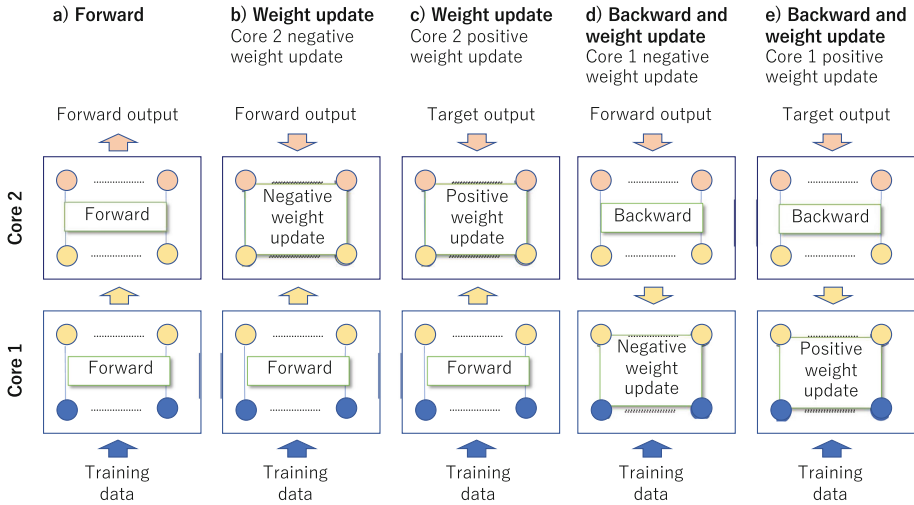 a) Forward
b) Weight update
Core 2 negative
weight update
c) Weight update
Core 2 positive
weight update
d) Backward and
weight update
Core 1 negative
weight update
e) Backward and
weight update
Core 1 positive
weight update
Forward output
Forward output
Target output
Forward output
Target output
Core 2
Forward
Negative
weight
update
Positive
weight
update
Backward
Backward
Core 1
Forward
Forward
Forward
Negative
weight
update
Positive
weight
update
Training
data
Training
data
Training
data
Training
data
Training
data